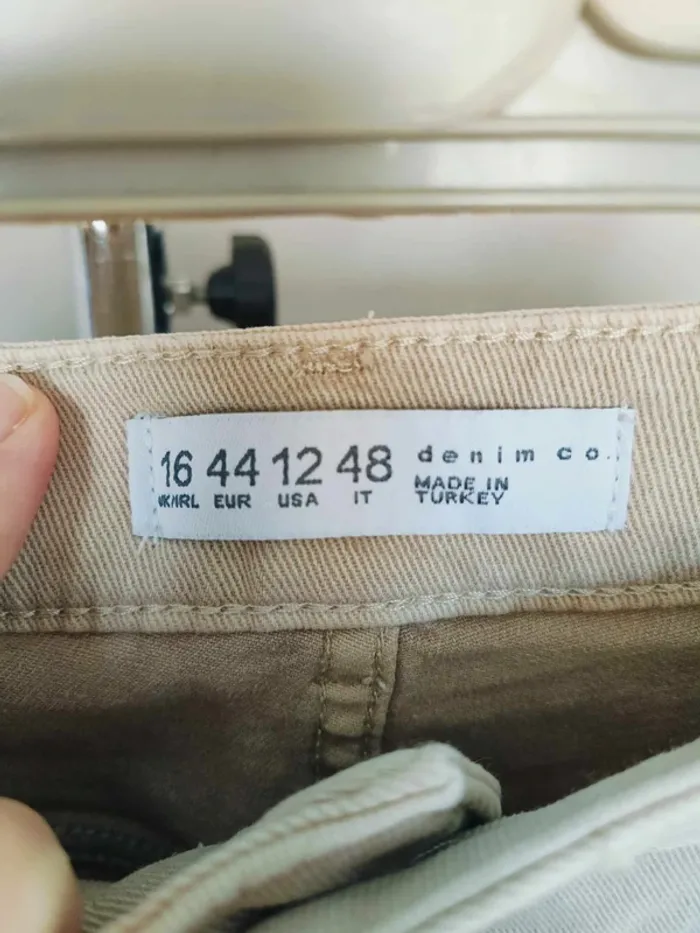 16 44 12 48 denim co.
UK/IRL EUR USA IT MADE IN
TURKEY